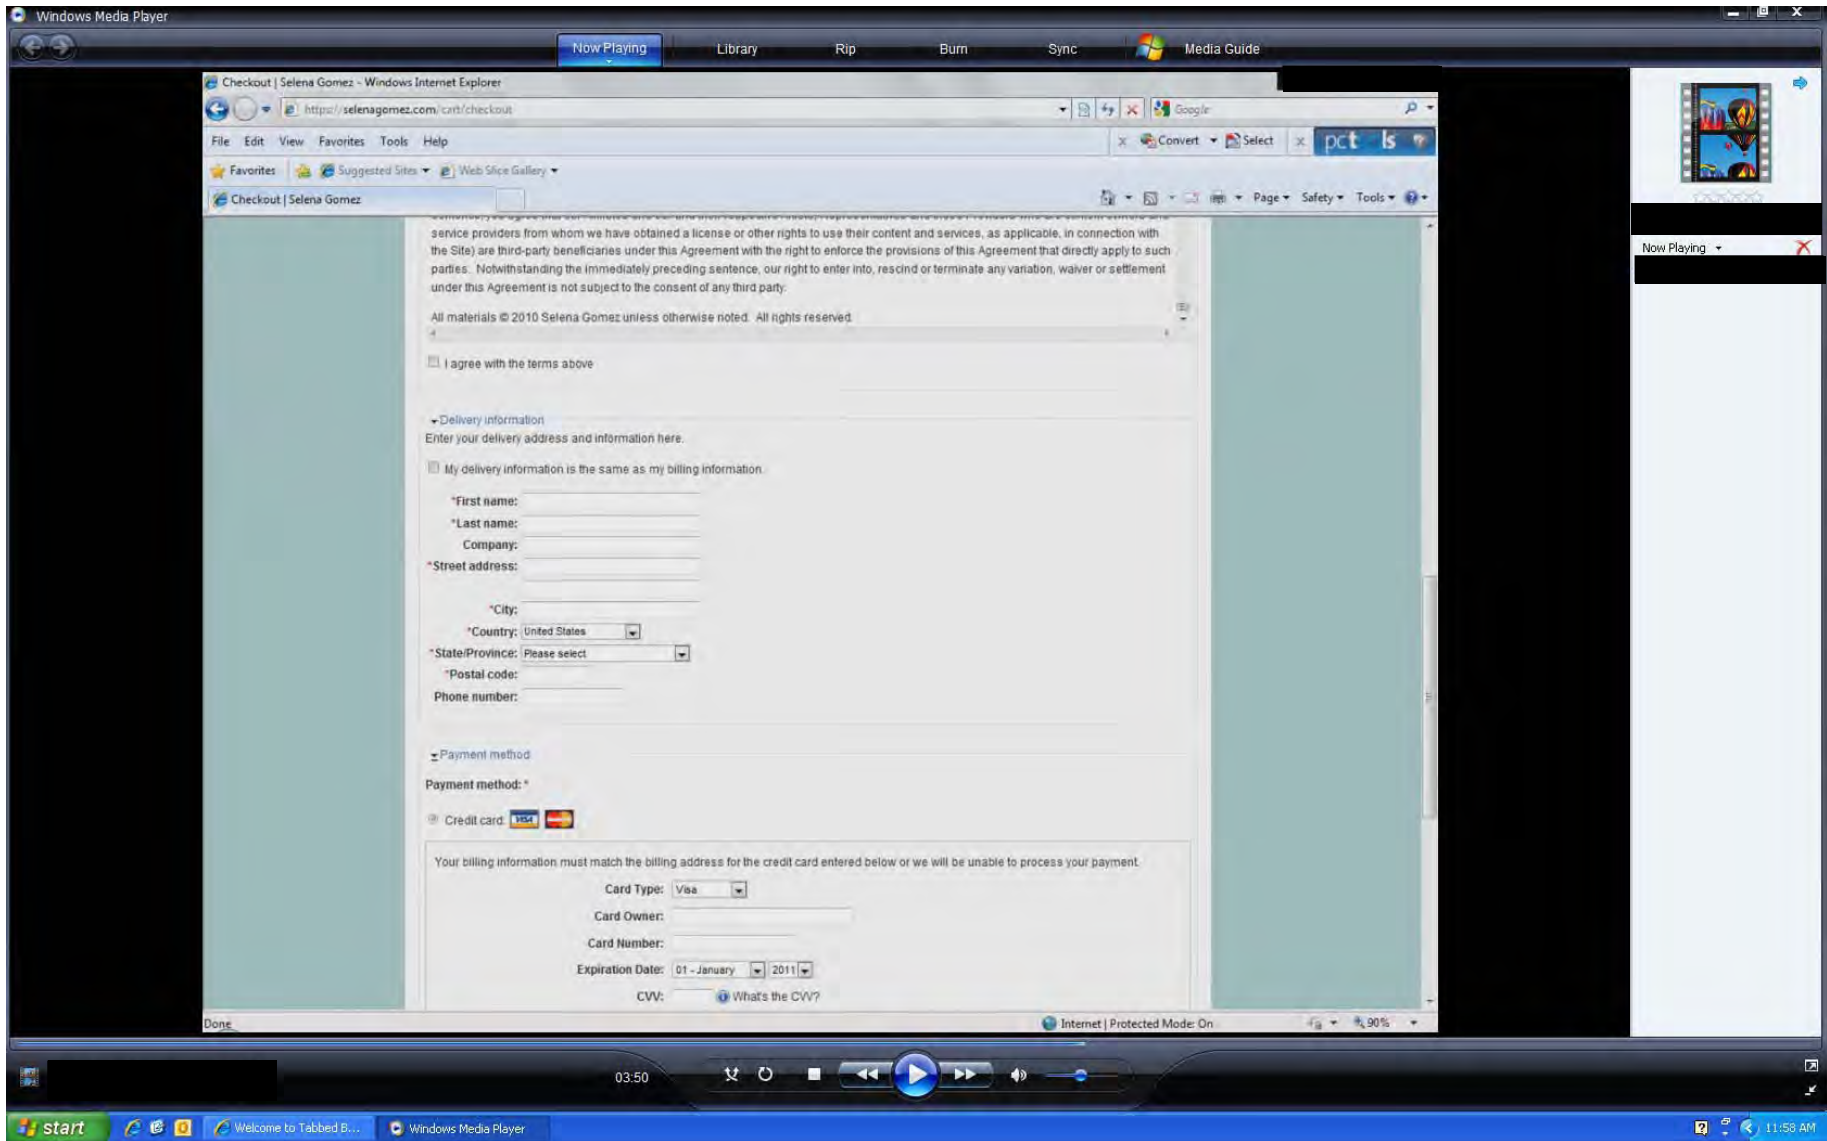 Windows Media Player
Now Playing Library Rip Burn Sync Media Guide
Checkout | Selena Gomez - Windows Internet Explorer
https://selenagomez.com/cart/checkout Google
File Edit View Favorites Tools Help Convert Select pct ls
Favorites Suggested Sites Web Slice Gallery
Checkout | Selena Gomez Page Safety Tools
service providers from whom we have obtained a license or other rights to use their content and services, as applicable, in connection with
the Site) are third-party beneficiaries under this Agreement with the right to enforce the provisions of this Agreement that directly apply to such
parties. Notwithstanding the immediately preceding sentence, our right to enter into, rescind or terminate any variation, waiver or settlement
under this Agreement is not subject to the consent of any third party.
Now Playing
All materials © 2010 Selena Gomez unless otherwise noted. All rights reserved.
I agree with the terms above
Delivery information
Enter your delivery address and information here.
My delivery information is the same as my billing information.
*First name:
*Last name:
Company:
*Street address:
*City:
*Country: United States
*State/Province: Please select
*Postal code:
Phone number:
Payment method
Payment method: *
Credit card: VISA
Your billing information must match the billing address for the credit card entered below or we will be unable to process your payment.
Card Type: Visa
Card Owner:
Card Number:
Expiration Date: 01 - January 2011
CVV: What's the CVV?
Done Internet | Protected Mode: On 90%
03:50
start Welcome to Tabbed B... Windows Media Player 11:58 AM